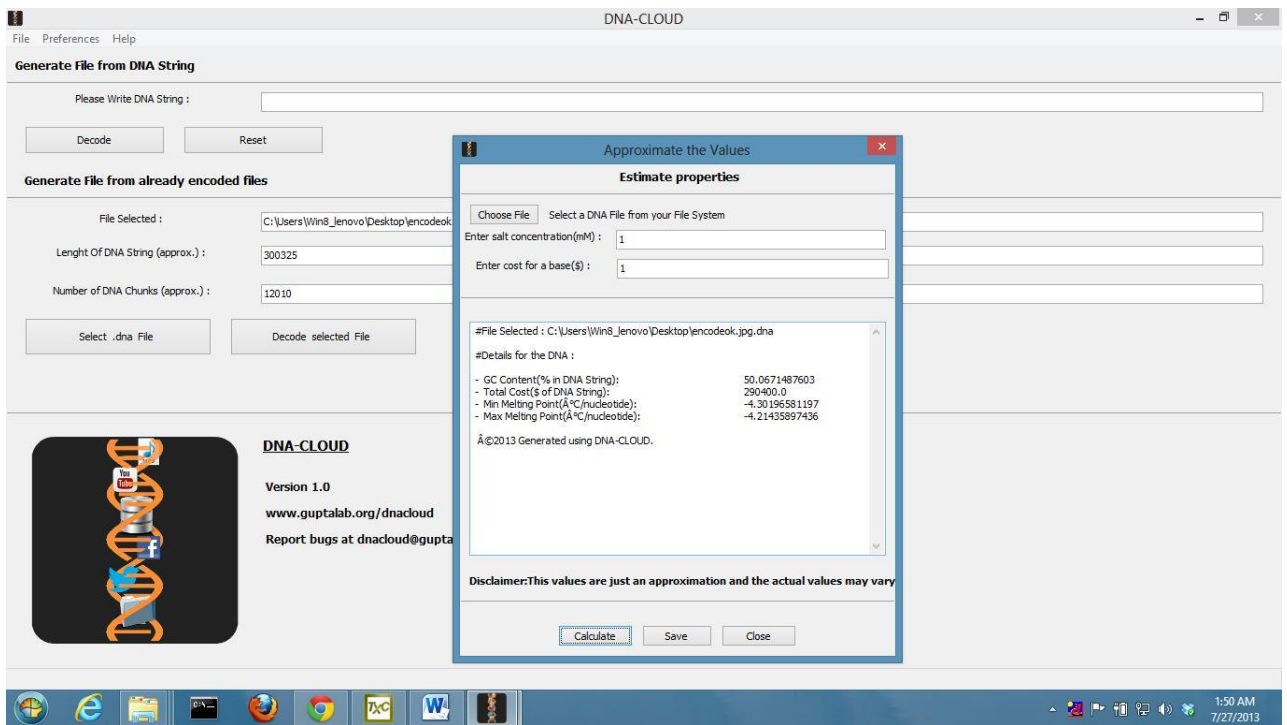 DNA-CLOUD
File Preferences Help
Generate File from DNA String
Please Write DNA String :
Decode Reset
Generate File from already encoded files
File Selected : C:\Users\Win8_lenovo\Desktop\encodeok
Lenght Of DNA String (approx.) : 300325
Number of DNA Chunks (approx.) : 12010
Select .dna File Decode selected File
You
Tube
f
DNA-CLOUD
Version 1.0
www.guptalab.org/dnacloud
Report bugs at dnacloud@gupta
Approximate the Values
Estimate properties
Choose File Select a DNA File from your File System
Enter salt concentration(mM) : 1
Enter cost for a base($) : 1
#File Selected : C:\Users\Win8_lenovo\Desktop\encodeok.jpg.dna
#Details for the DNA :
- GC Content(% in DNA String): 50.0671487603
- Total Cost($ of DNA String): 290400.0
- Min Melting Point(ÂºC/nucleotide): -4.30196581197
- Max Melting Point(ÂºC/nucleotide): -4.21435897436
Â©2013 Generated using DNA-CLOUD.
Disclaimer:This values are just an approximation and the actual values may vary
Calculate Save Close
C:\_
TXC
W
1:50 AM
7/27/2013